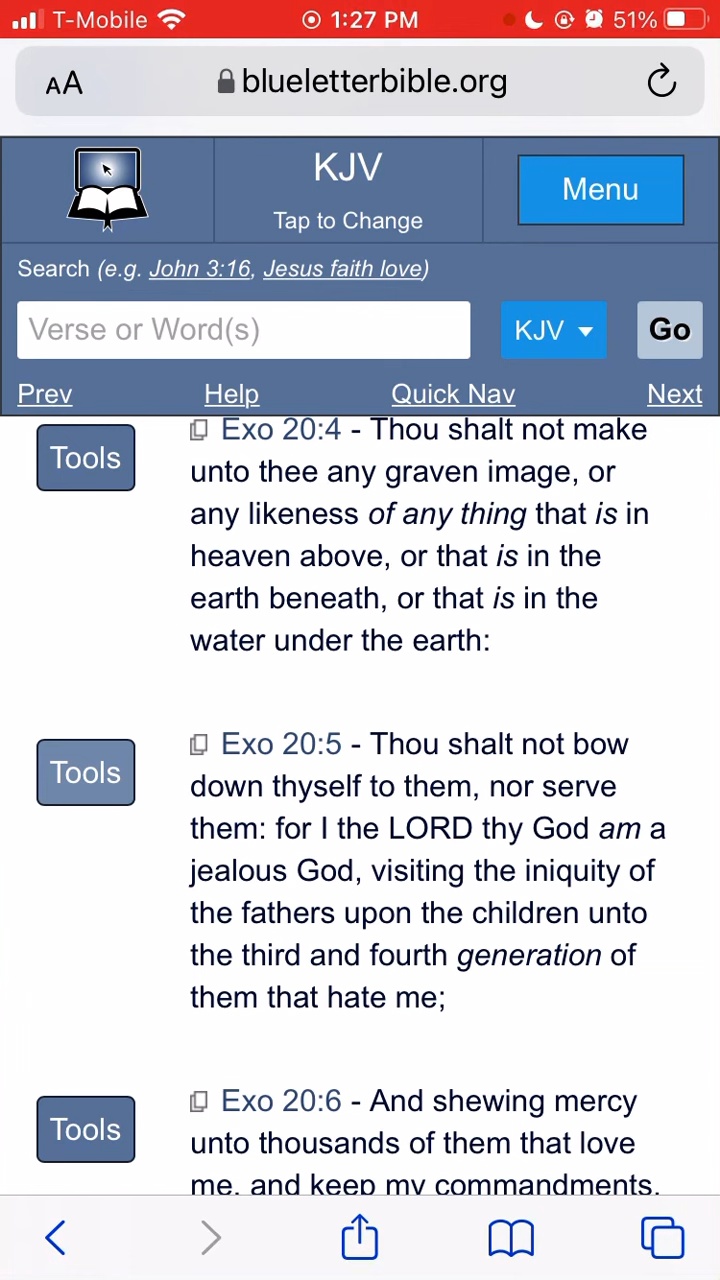 T-Mobile 1:27 PM 51%
AA blueletterbible.org
KJV
Tap to Change
Menu
Search (e.g. John 3:16, Jesus faith love)
Verse or Word(s) KJV Go
Prev Help Quick Nav Next
Tools
Exo 20:4 - Thou shalt not make
unto thee any graven image, or
any likeness of any thing that is in
heaven above, or that is in the
earth beneath, or that is in the
water under the earth:
Tools
Exo 20:5 - Thou shalt not bow
down thyself to them, nor serve
them: for I the LORD thy God am a
jealous God, visiting the iniquity of
the fathers upon the children unto
the third and fourth generation of
them that hate me;
Tools
Exo 20:6 - And shewing mercy
unto thousands of them that love
me, and keep my commandments.